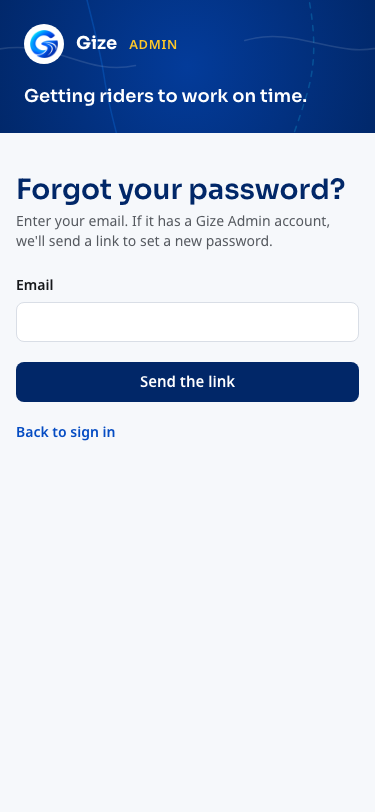 Gize ADMIN
Getting riders to work on time.
Forgot your password?
Enter your email. If it has a Gize Admin account,
we'll send a link to set a new password.
Email
Send the link
Back to sign in